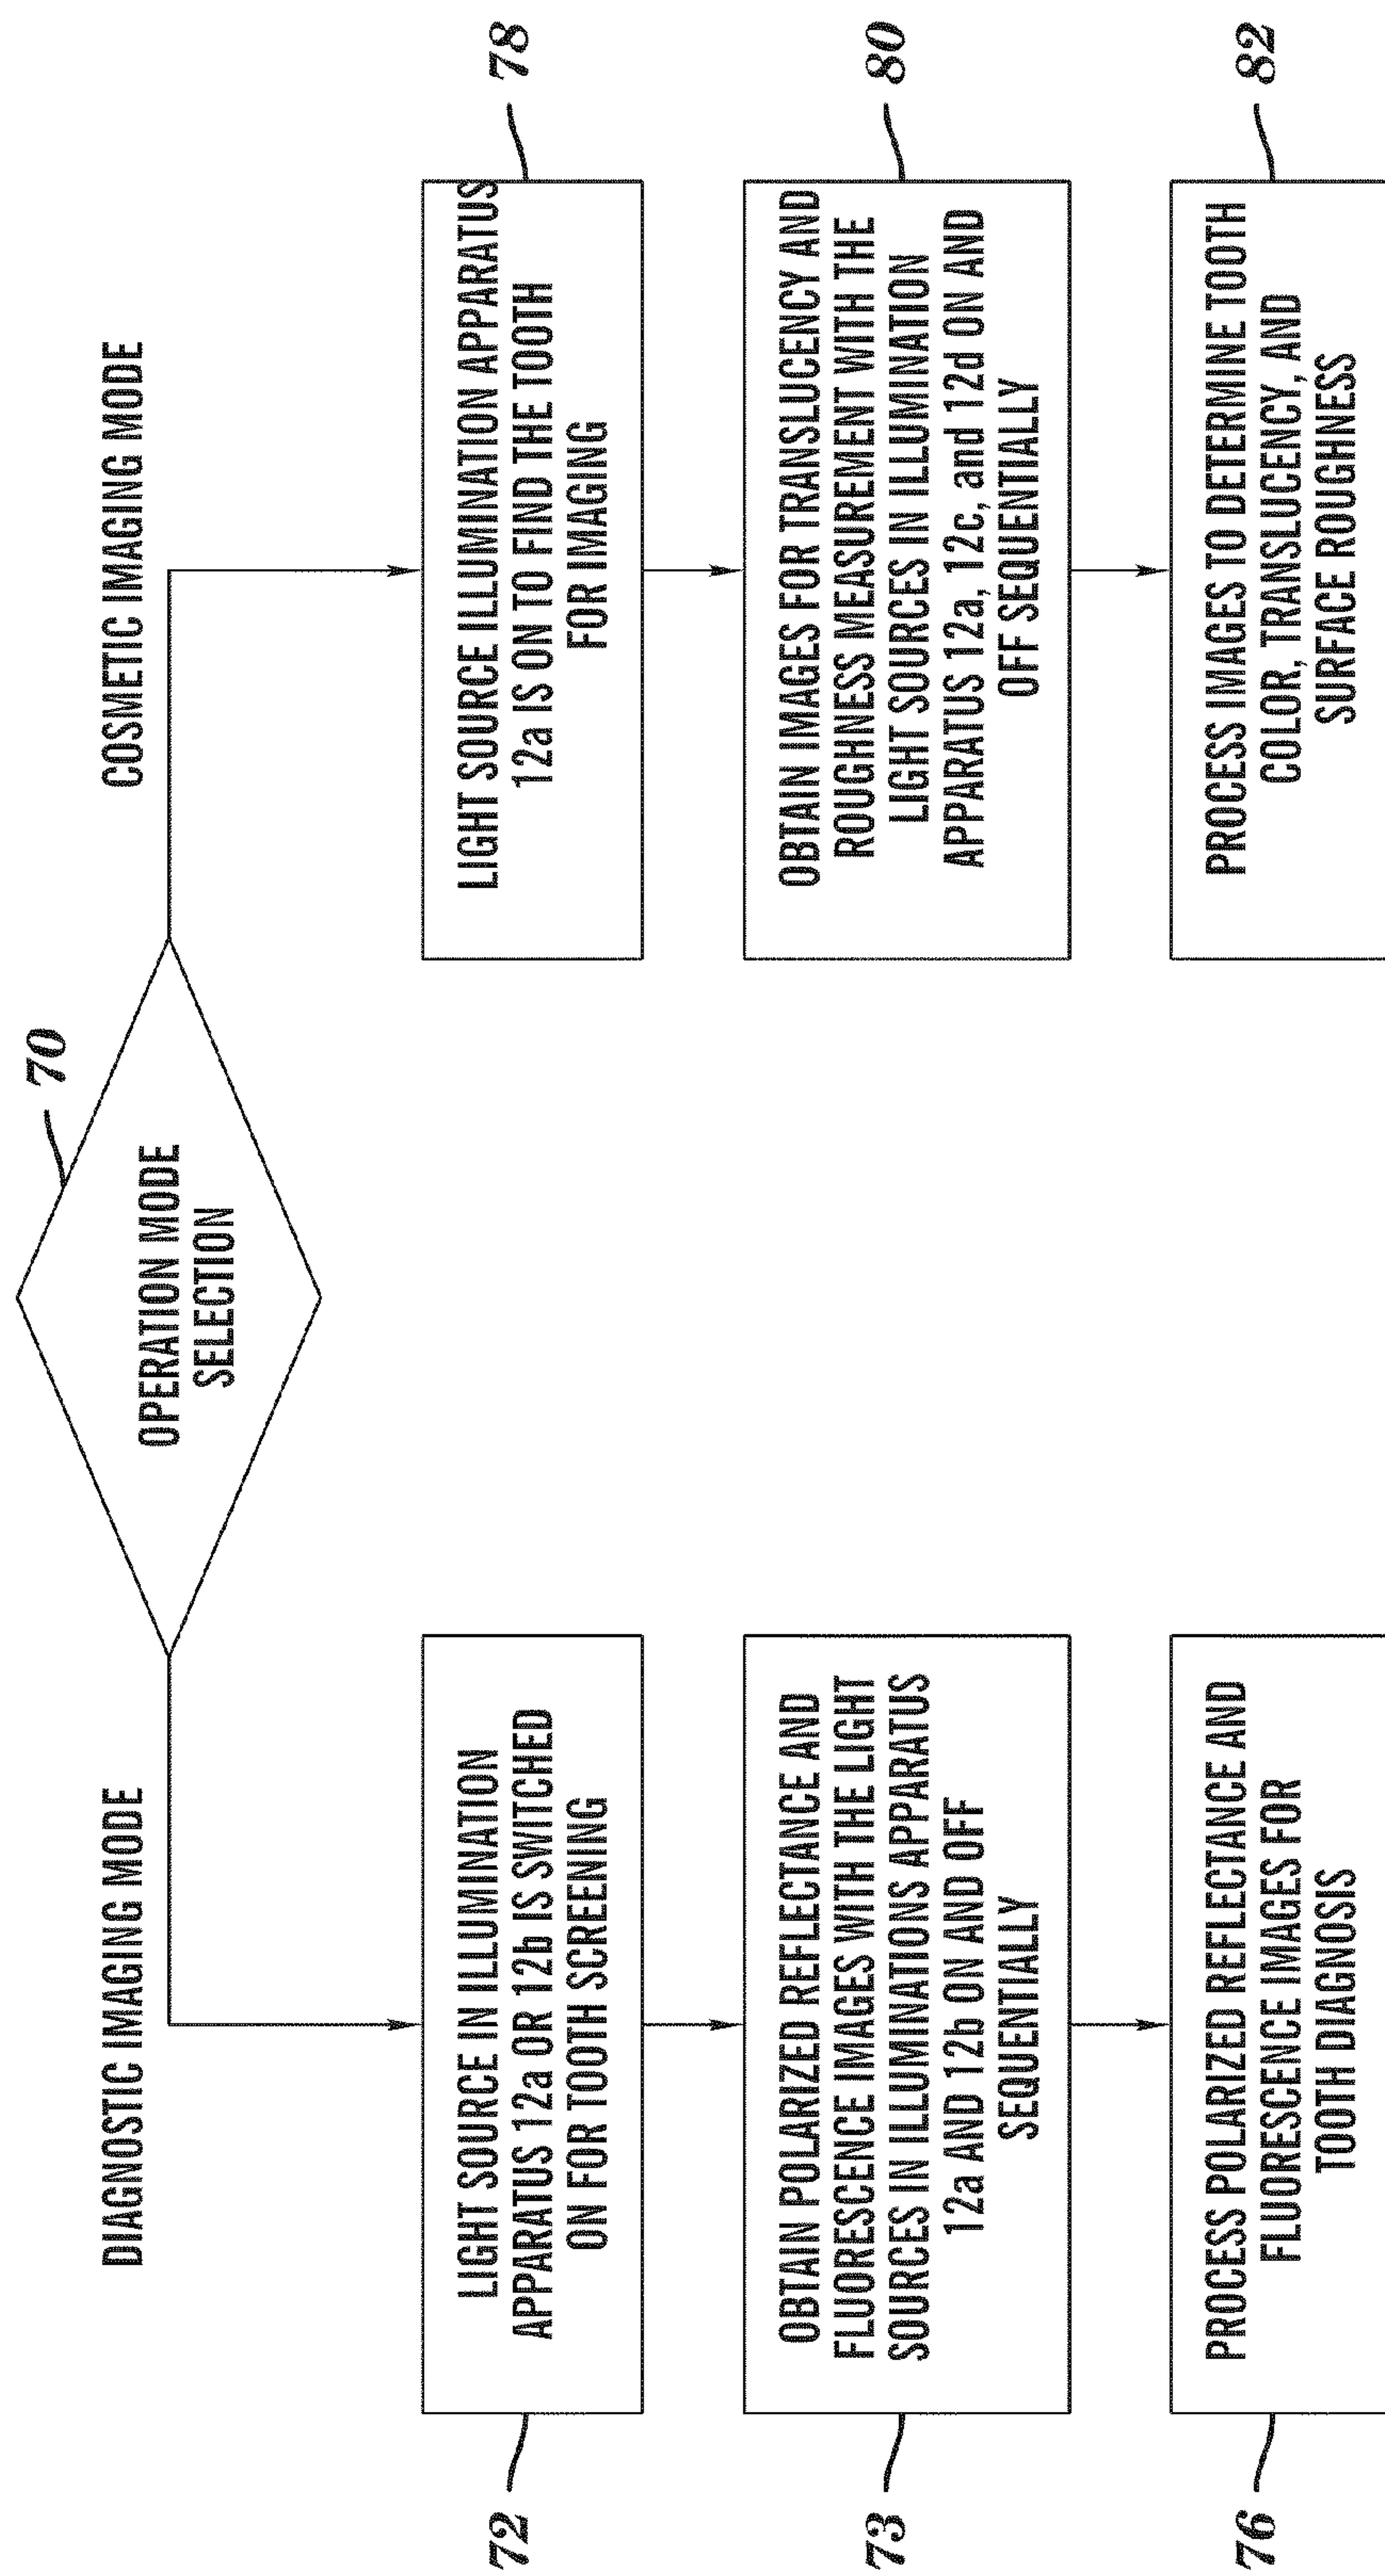 70
OPERATION MODE
SELECTION
DIAGNOSTIC IMAGING MODE
COSMETIC IMAGING MODE
72
LIGHT SOURCE IN ILLUMINATION
APPARATUS 12a OR 12b IS SWITCHED
ON FOR TOOTH SCREENING
73
OBTAIN POLARIZED REFLECTANCE AND
FLUORESCENCE IMAGES WITH THE LIGHT
SOURCES IN ILLUMINATIONS APPARATUS
12a AND 12b ON AND OFF
SEQUENTIALLY
76
PROCESS POLARIZED REFLECTANCE AND
FLUORESCENCE IMAGES FOR
TOOTH DIAGNOSIS
78
LIGHT SOURCE ILLUMINATION APPARATUS
12a IS ON TO FIND THE TOOTH
FOR IMAGING
80
OBTAIN IMAGES FOR TRANSLUCENCY AND
ROUGHNESS MEASUREMENT WITH THE
LIGHT SOURCES IN ILLUMINATION
APPARATUS 12a, 12c, and 12d ON AND
OFF SEQUENTIALLY
82
PROCESS IMAGES TO DETERMINE TOOTH
COLOR, TRANSLUCENCY, AND
SURFACE ROUGHNESS